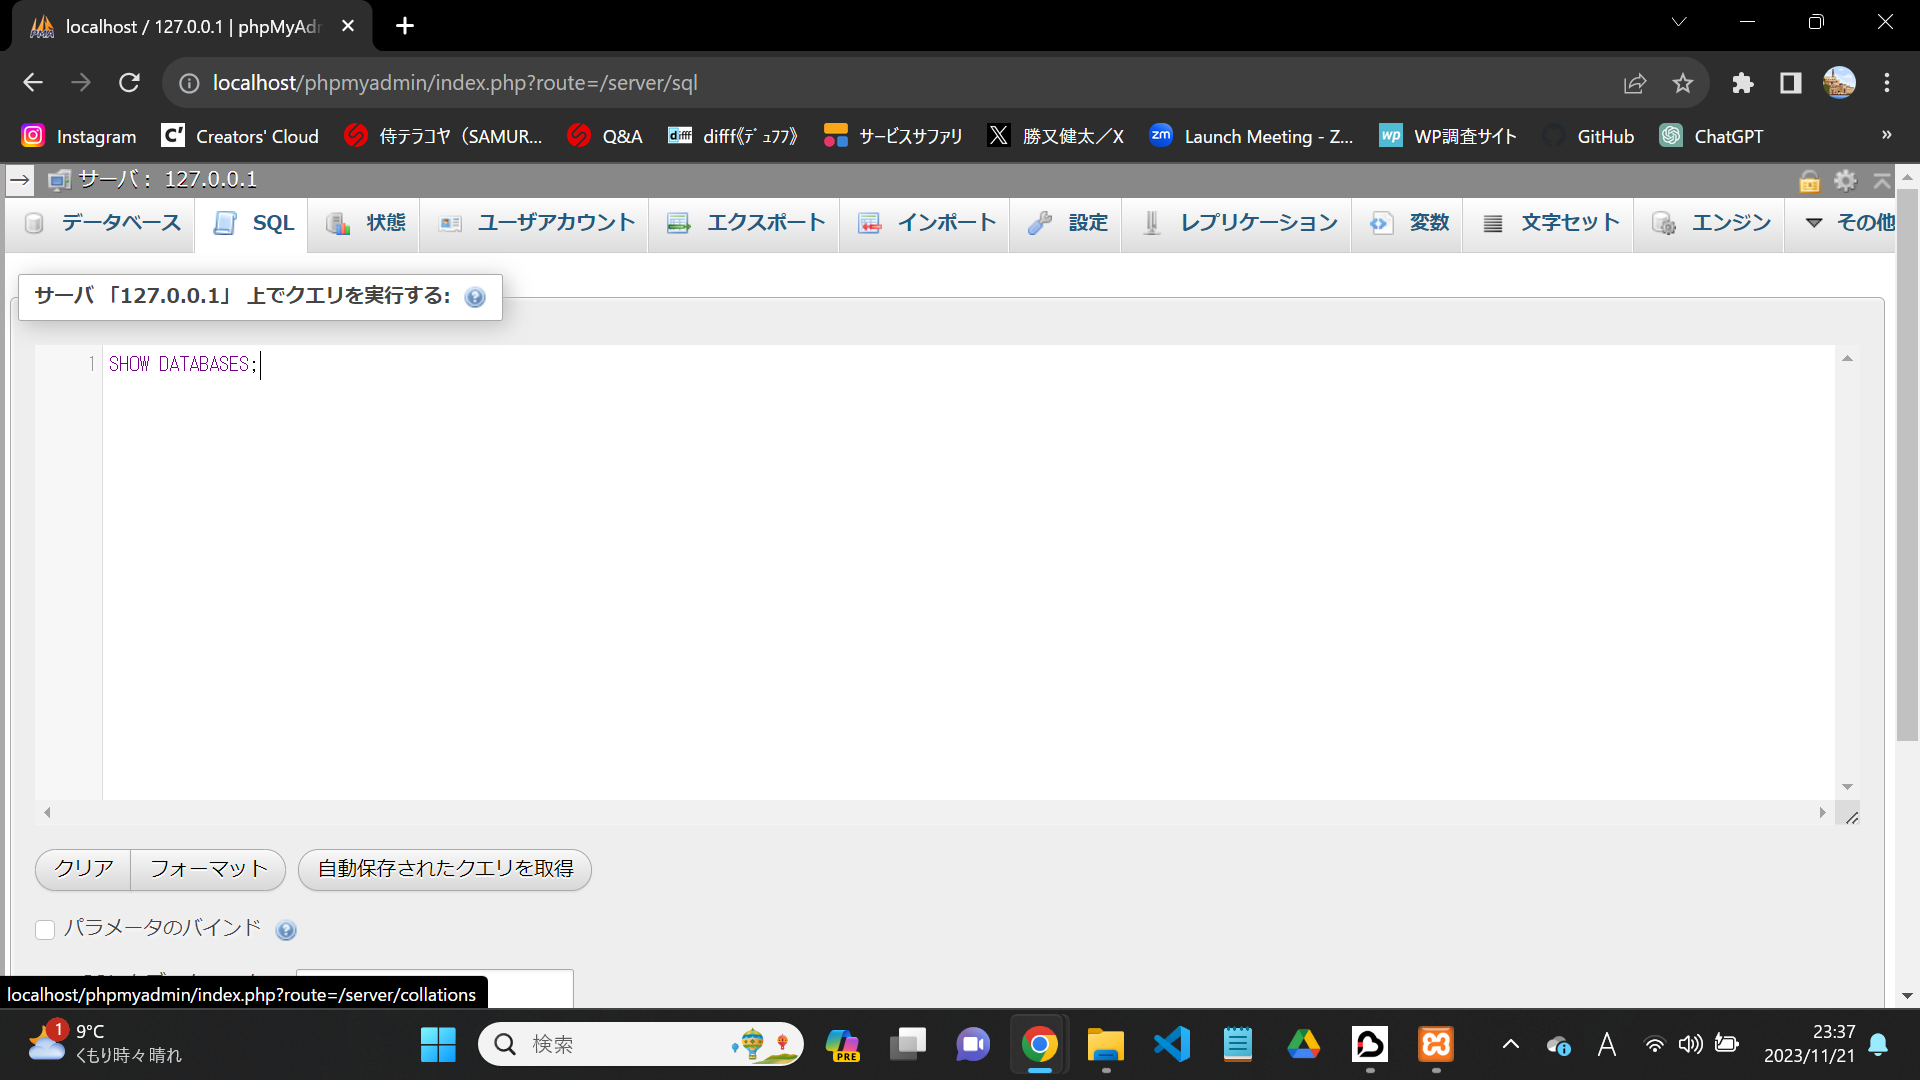 localhost / 127.0.0.1 | phpMyAdm
localhost/phpmyadmin/index.php?route=/server/sql
Instagram
Creators' Cloud
侍テラコヤ（SAMUR...
Q&A
difff《ﾃﾞｭﾌﾌ》
サービスサファリ
勝又健太／X
Launch Meeting - Z...
WP調査サイト
GitHub
ChatGPT
»
サーバ： 127.0.0.1
データベース
SQL
状態
ユーザアカウント
エクスポート
インポート
設定
レプリケーション
変数
文字セット
エンジン
その他
サーバ 「127.0.0.1」 上でクエリを実行する:
1 SHOW DATABASES;
クリア
フォーマット
自動保存されたクエリを取得
パラメータのバインド
localhost/phpmyadmin/index.php?route=/server/collations
1
9°C
くもり時々晴れ
検索
PRE
A
23:37
2023/11/21